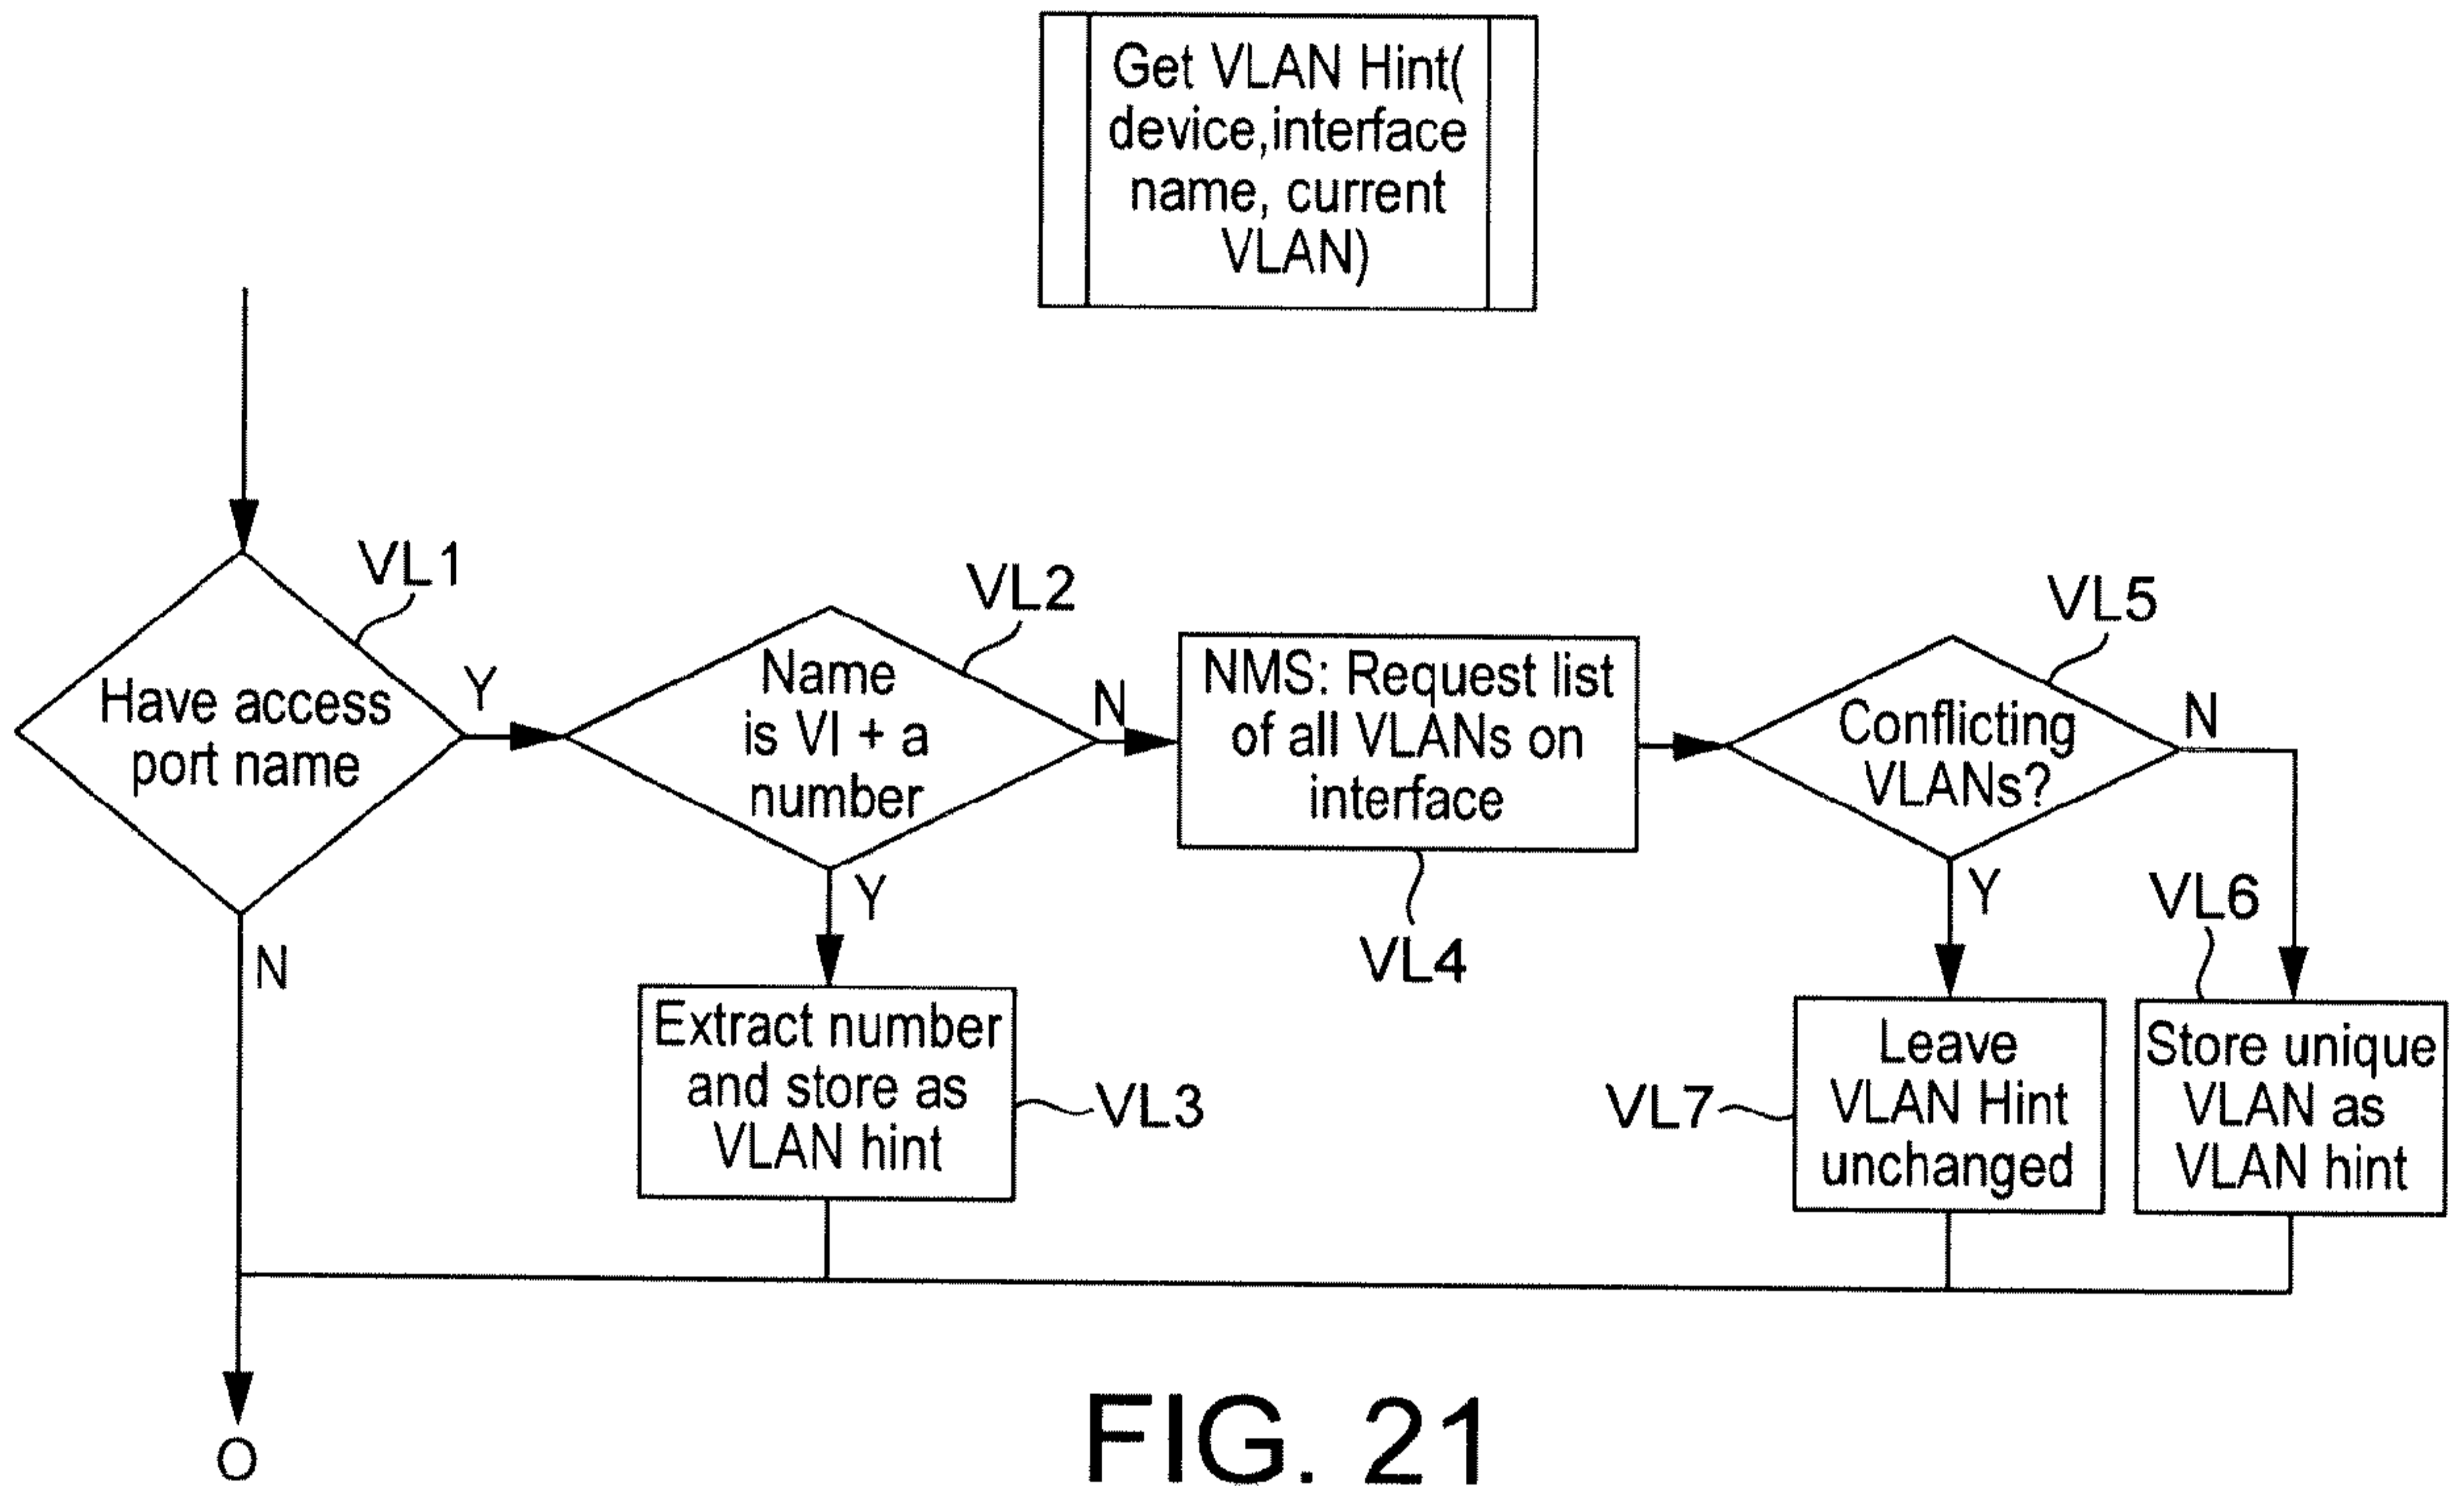 Get VLAN Hint(
device,interface
name, current
VLAN)
VL1
Have access
port name
Y
N
VL2
Name
is VI + a
number
N
Y
Extract number
and store as
VLAN hint
VL3
NMS: Request list
of all VLANs on
interface
VL4
VL5
Conflicting
VLANs?
N
Y
VL6
Leave
VLAN Hint
unchanged
VL7
Store unique
VLAN as
VLAN hint
O
FIG. 21